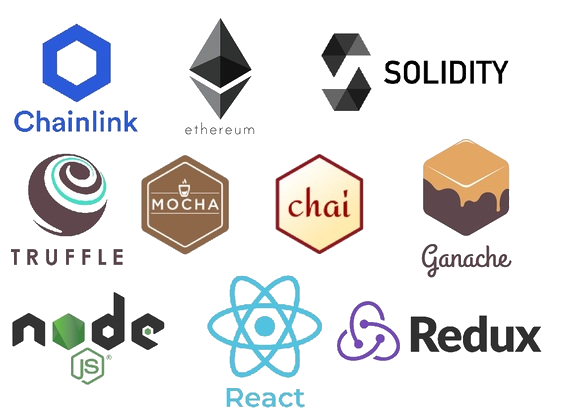 Chainlink
ethereum
SOLIDITY
TRUFFLE
MOCHA
chai
Ganache
node
JS®
React
Redux